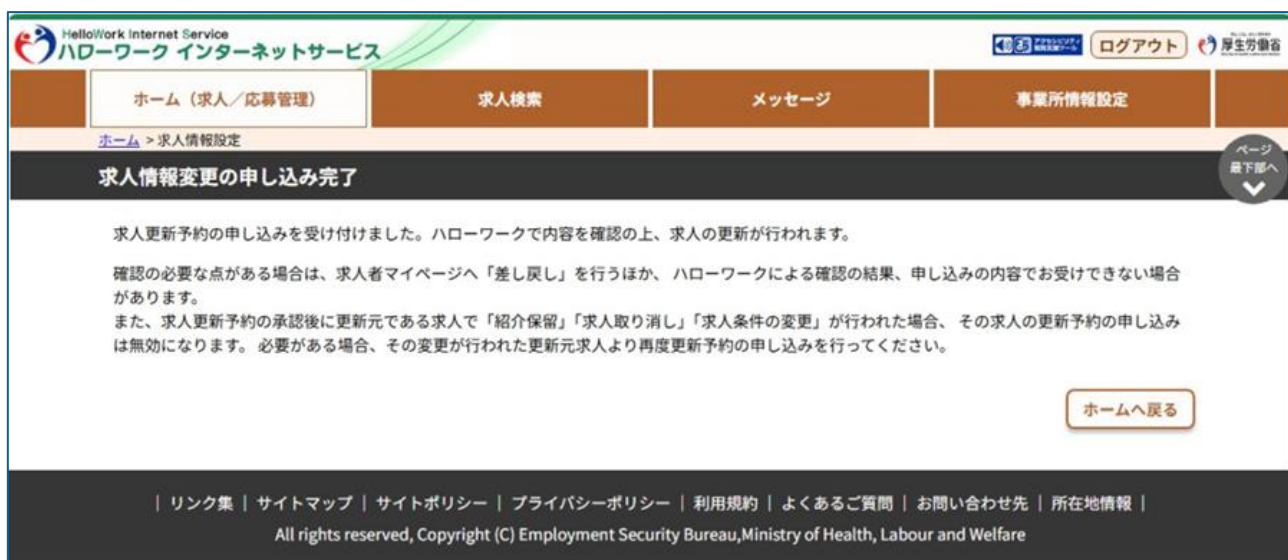 HelloWork Internet Service
ハローワーク インターネットサービス
ログアウト
厚生労働省
ホーム（求人／応募管理）
求人検索
メッセージ
事業所情報設定
ホーム > 求人情報設定
ページ
最下部へ
求人情報変更の申し込み完了
求人更新予約の申し込みを受け付けました。ハローワークで内容を確認の上、求人の更新が行われます。
確認の必要な点がある場合は、求人者マイページへ「差し戻し」を行うほか、 ハローワークによる確認の結果、申し込みの内容でお受けできない場合
があります。
また、求人更新予約の承認後に更新元である求人で「紹介保留」「求人取り消し」「求人条件の変更」が行われた場合、 その求人の更新予約の申し込み
は無効になります。 必要がある場合、その変更が行われた更新元求人より再度更新予約の申し込みを行ってください。
ホームへ戻る
| リンク集 | サイトマップ | サイトポリシー | プライバシーポリシー | 利用規約 | よくあるご質問 | お問い合わせ先 | 所在地情報 |
All rights reserved, Copyright (C) Employment Security Bureau,Ministry of Health, Labour and Welfare